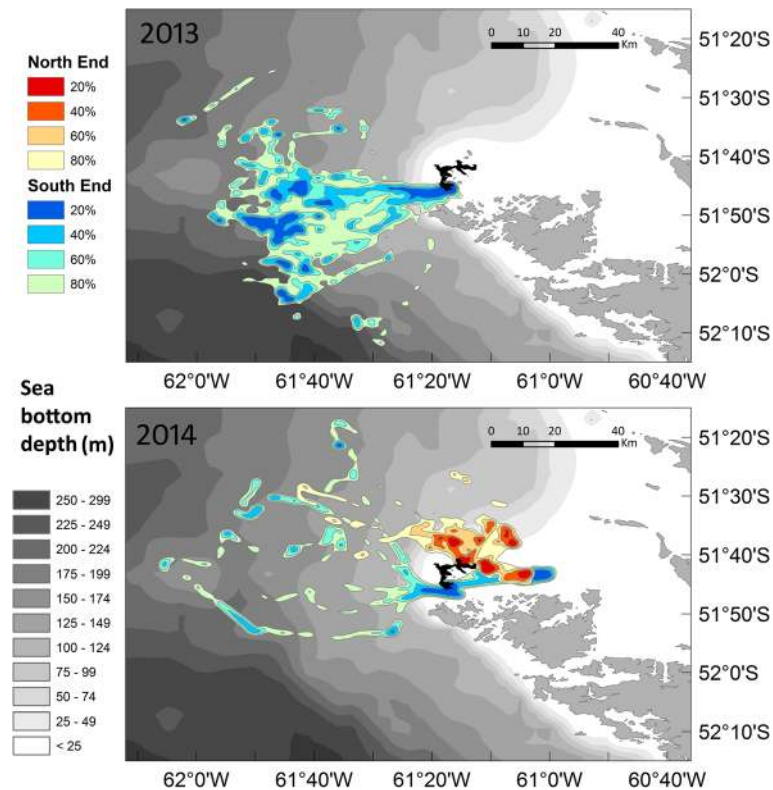 2013
0 10 20 40
Km
51°20'S
51°30'S
51°40'S
51°50'S
52°0'S
52°10'S
North End
20%
40%
60%
80%
South End
20%
40%
60%
80%
62°0'W 61°40'W 61°20'W 61°0'W 60°40'W
Sea
bottom
depth (m)
250 - 299
225 - 249
200 - 224
175 - 199
150 - 174
125 - 149
100 - 124
75 - 99
50 - 74
25 - 49
< 25
2014
0 10 20 40
Km
51°20'S
51°30'S
51°40'S
51°50'S
52°0'S
52°10'S
62°0'W 61°40'W 61°20'W 61°0'W 60°40'W